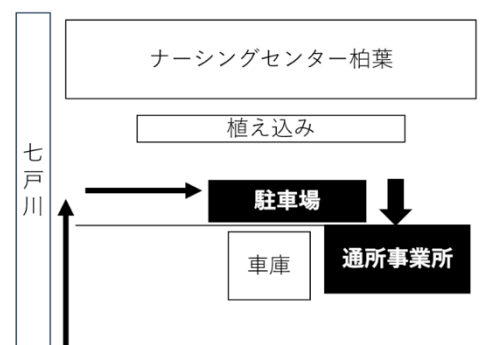 ナーシングセンター柏葉
植え込み
七戸川
駐車場
車庫
通所事業所